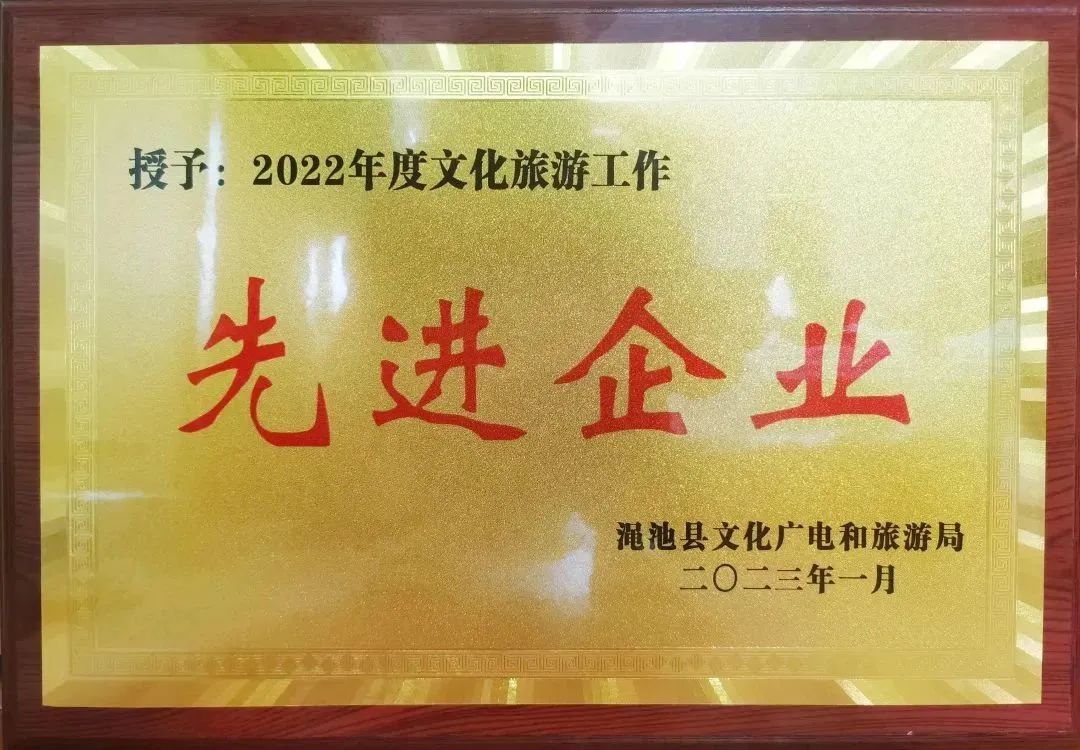 授予：2022年度文化旅游工作
先进企业
渑池县文化广电和旅游局
二〇二三年一月